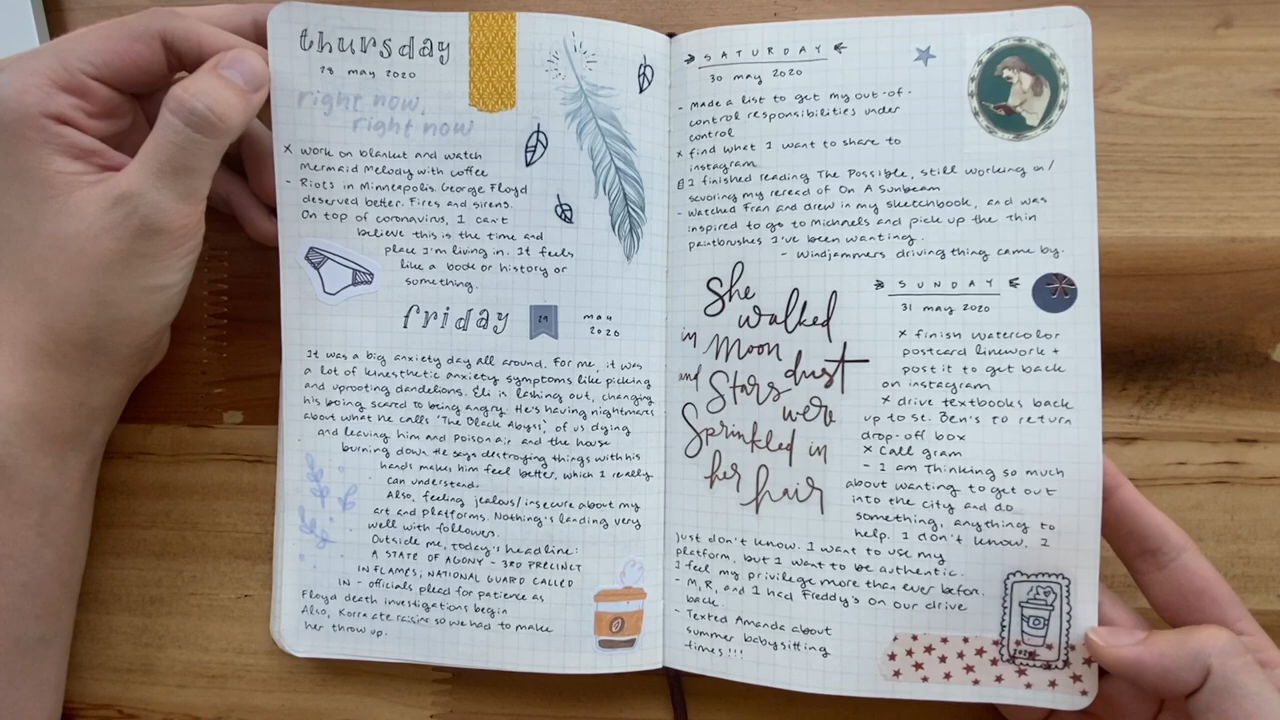 thursday
28 may 2020
right now,
right now
x work on blanket and watch
Mermaid Melody with coffee
- Riots in Minneapolis. George Floyd
deserved better. Fires and sirens.
On top of coronavirus, I can't
believe this is the time and
place I'm living in. It feels
like a book or history or
something.
friday
29
may
2020
It was a big anxiety day all around. For me, it was
a lot of kinesthetic anxiety symptoms like picking
and uprooting dandelions. Eli is lashing out, changing
his being scared to being angry. He's having nightmares
about what he calls 'The Black Abyss', of us dying
and leaving him and poison air and the house
burning down. He says destroying things with his
hands makes him feel better, which I really
can understand.
Also, feeling jealous/insecure about my
art and platforms. Nothing's landing very
well with followers.
Outside me, today's headline:
A STATE OF AGONY - 3RD PRECINCT
IN FLAMES; NATIONAL GUARD CALLED
IN - officials plead for patience as
Floyd death investigations begin
Also, Korra ate raisins so we had to make
her throw up.
SATURDAY
30 may 2020
- Made a list to get my out-of-
control responsibilities under
control
x find what I want to share to
instagram
I finished reading The Possible, still working on/
savoring my reread of On A Sunbeam
- Watched Fran and drew in my sketchbook, and was
inspired to go to Michaels and pick up the thin
paintbrushes I've been wanting.
- Windjammers driving thing came by.
She
walked
in Moon
dust
and Stars
were
Sprinkled in
her hair
SUNDAY
31 may 2020
x finish watercolor
postcard linework +
post it to get back
on instagram
x drive textbooks back
up to St. Ben's to return
drop-off box
x Call gram
- I am thinking so much
about wanting to get out
into the city and do
something, anything to
help. I don't know. I
just don't know. I want to use my
platform, but I want to be authentic.
I feel my privilege more than ever before.
- M, R, and I had Freddy's on our drive
back.
- Texted Amanda about
summer babysitting
times!!!